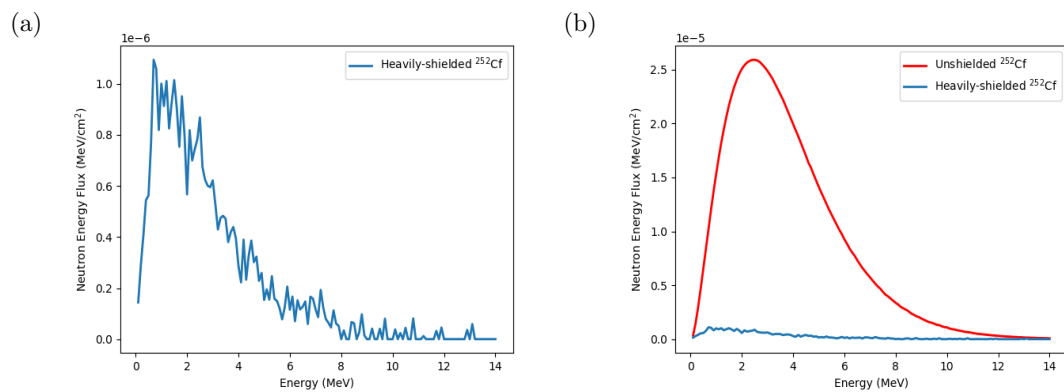 (a)
1e−6
Heavily-shielded ²⁵²Cf
Neutron Energy Flux (MeV/cm²)
1.0
0.8
0.6
0.4
0.2
0.0
0 2 4 6 8 10 12 14
Energy (MeV)
(b)
1e−5
Unshielded ²⁵²Cf
Heavily-shielded ²⁵²Cf
Neutron Energy Flux (MeV/cm²)
2.5
2.0
1.5
1.0
0.5
0.0
0 2 4 6 8 10 12 14
Energy (MeV)